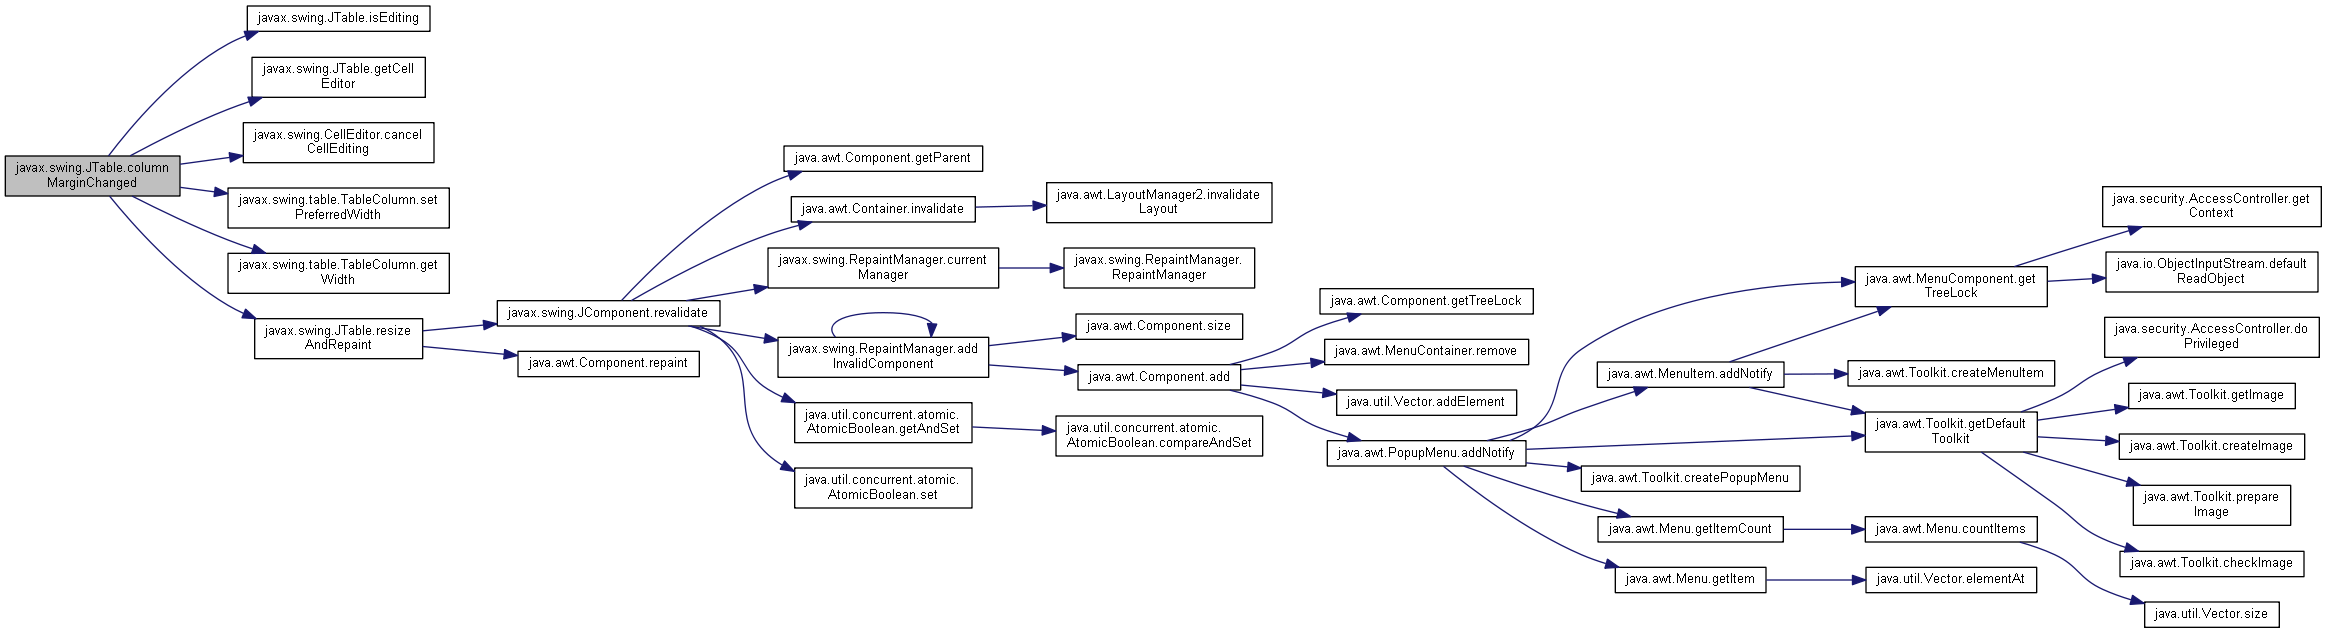 javax.swing.JTable.column
MarginChanged
javax.swing.JTable.isEditing
javax.swing.JTable.getCell
Editor
javax.swing.CellEditor.cancel
CellEditing
javax.swing.table.TableColumn.set
PreferredWidth
javax.swing.table.TableColumn.get
Width
javax.swing.JTable.resize
AndRepaint
javax.swing.JComponent.revalidate
java.awt.Component.repaint
java.awt.Component.getParent
java.awt.Container.invalidate
javax.swing.RepaintManager.current
Manager
javax.swing.RepaintManager.add
InvalidComponent
java.util.concurrent.atomic.
AtomicBoolean.getAndSet
java.util.concurrent.atomic.
AtomicBoolean.set
java.awt.LayoutManager2.invalidate
Layout
javax.swing.RepaintManager.
RepaintManager
java.awt.Component.size
java.awt.Component.add
java.util.concurrent.atomic.
AtomicBoolean.compareAndSet
java.awt.Component.getTreeLock
java.awt.MenuContainer.remove
java.util.Vector.addElement
java.awt.PopupMenu.addNotify
java.awt.MenuItem.addNotify
java.awt.Toolkit.createPopupMenu
java.awt.Menu.getItemCount
java.awt.Menu.getItem
java.awt.MenuComponent.get
TreeLock
java.awt.Toolkit.createMenuItem
java.awt.Toolkit.getDefault
Toolkit
java.awt.Menu.countItems
java.util.Vector.elementAt
java.security.AccessController.get
Context
java.io.ObjectInputStream.default
ReadObject
java.security.AccessController.do
Privileged
java.awt.Toolkit.getImage
java.awt.Toolkit.createImage
java.awt.Toolkit.prepare
Image
java.awt.Toolkit.checkImage
java.util.Vector.size